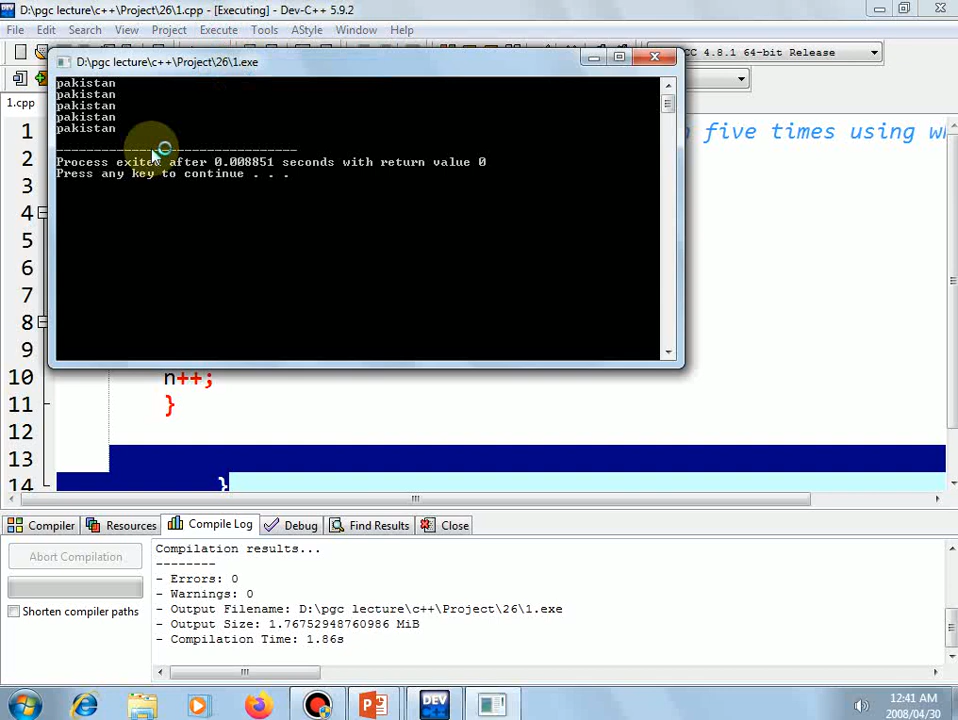 D:\pgc lecture\c++\Project\26\1.cpp - [Executing] - Dev-C++ 5.9.2
File Edit Search View Project Execute Tools AStyle Window Help
D:\pgc lecture\c++\Project\26\1.exe
CC 4.8.1 64-bit Release
1.cpp
pakistan
pakistan
pakistan
pakistan
pakistan
--------------------------------
Process exited after 0.008851 seconds with return value 0
Press any key to continue . . .
1
five times using
2
3
4
5
6
7
8
9
10 n++;
11 }
12
13
14 }
Compiler Resources Compile Log Debug Find Results Close
Abort Compilation
Shorten compiler paths
Compilation results...
--------
- Errors: 0
- Warnings: 0
- Output Filename: D:\pgc lecture\c++\Project\26\1.exe
- Output Size: 1.76752948760986 MiB
- Compilation Time: 1.86s
DEV
12:41 AM
2008/04/30